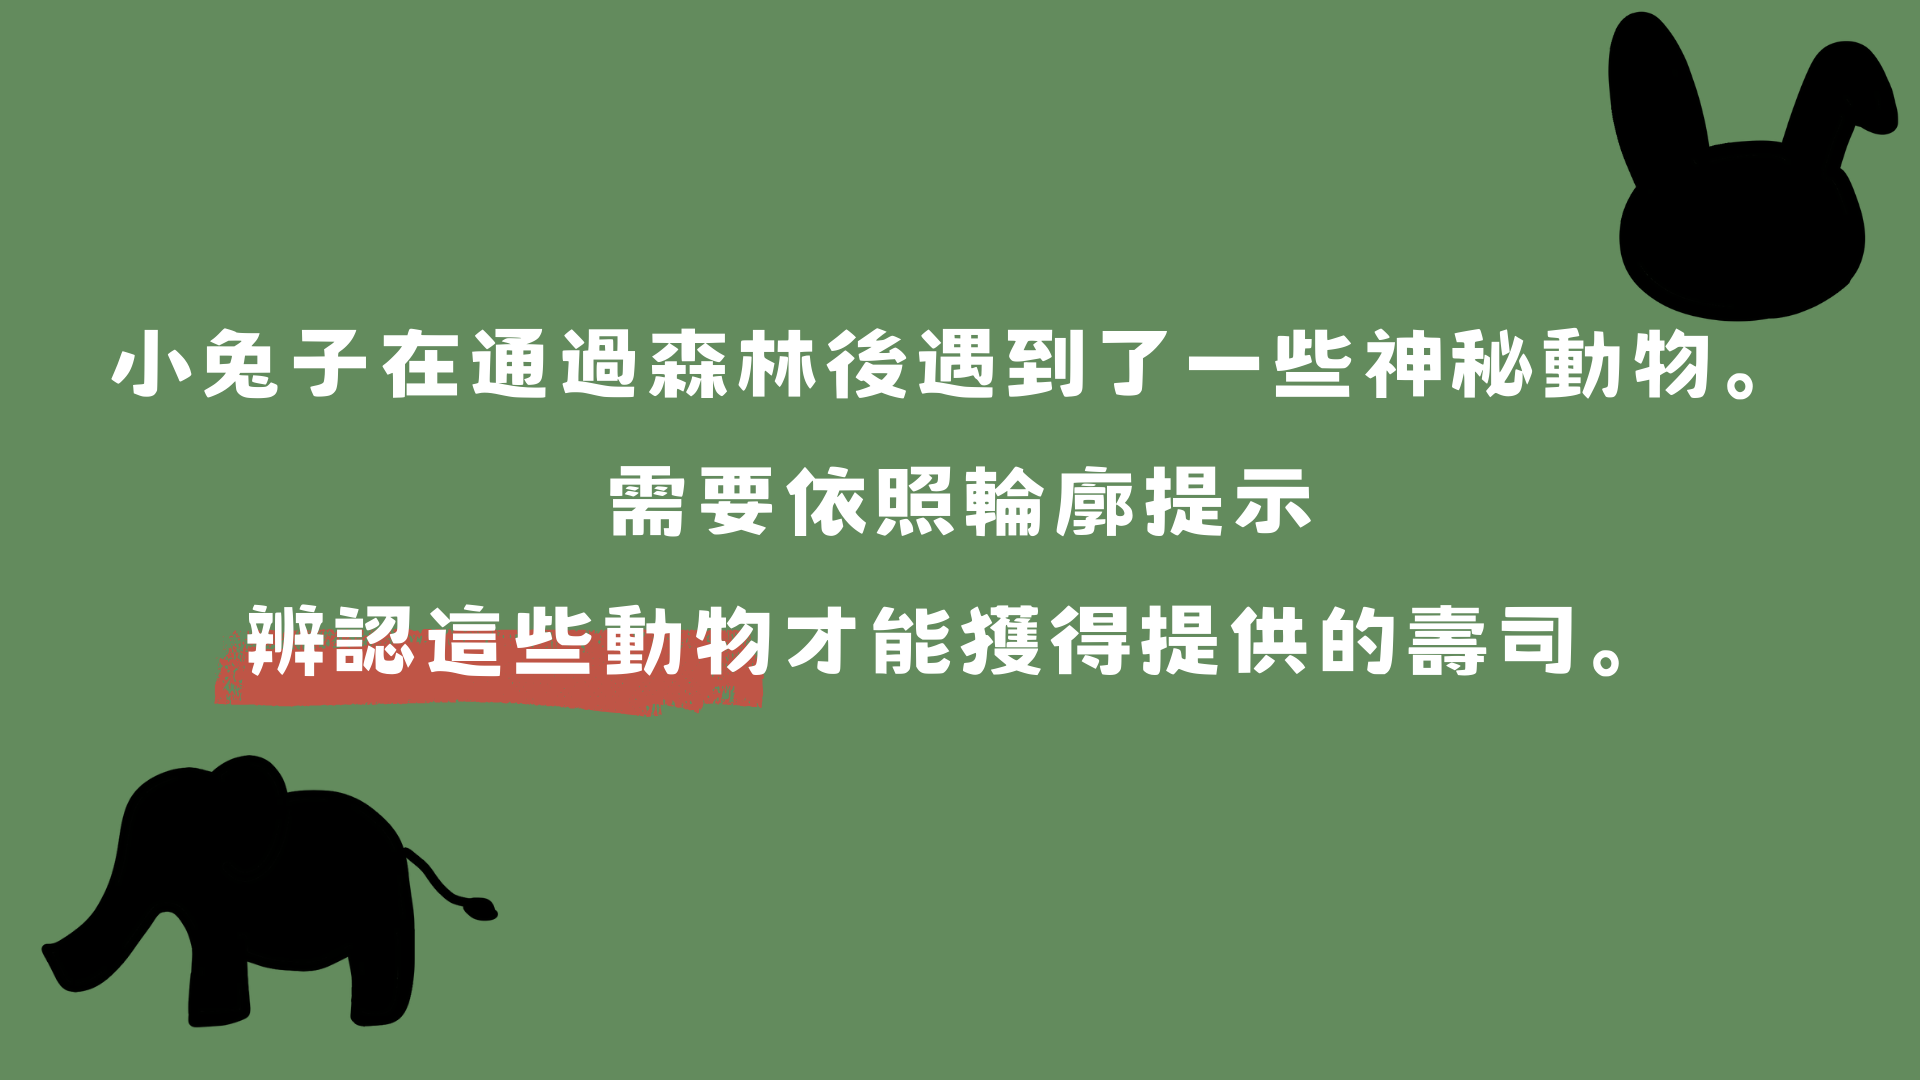 小兔子在通過森林後遇到了一些神秘動物。
需要依照輪廓提示
辨認這些動物才能獲得提供的壽司。